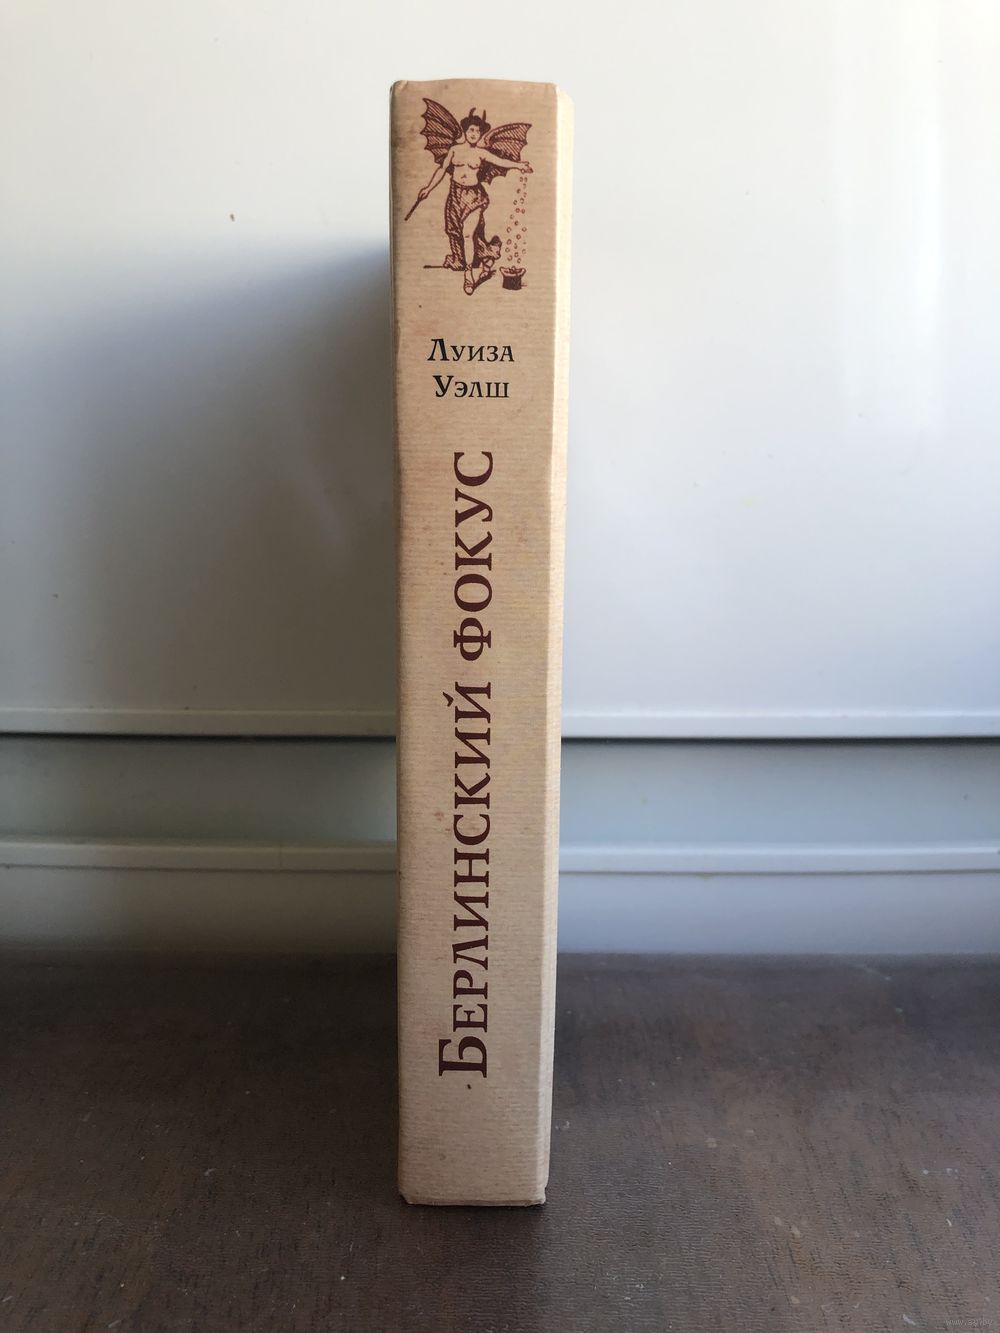 Луиза
Уэлш
Берлинский фокус